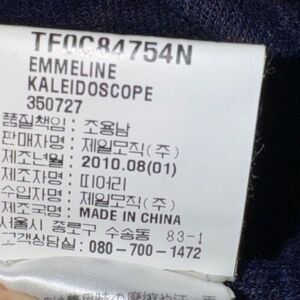 TF0G84754N
EMMELINE
KALEIDOSCOPE
350727
품질책임 : 조용남
판매자명 : 제일모직(주)
제조년월 : 2010.08(01)
제조자명 : 띠어리
수입자명 : 제일모직(주)
제조국명 : MADE IN CHINA
서울시 종로구 수송동 83-1
고객상담실 : 080-700-1472